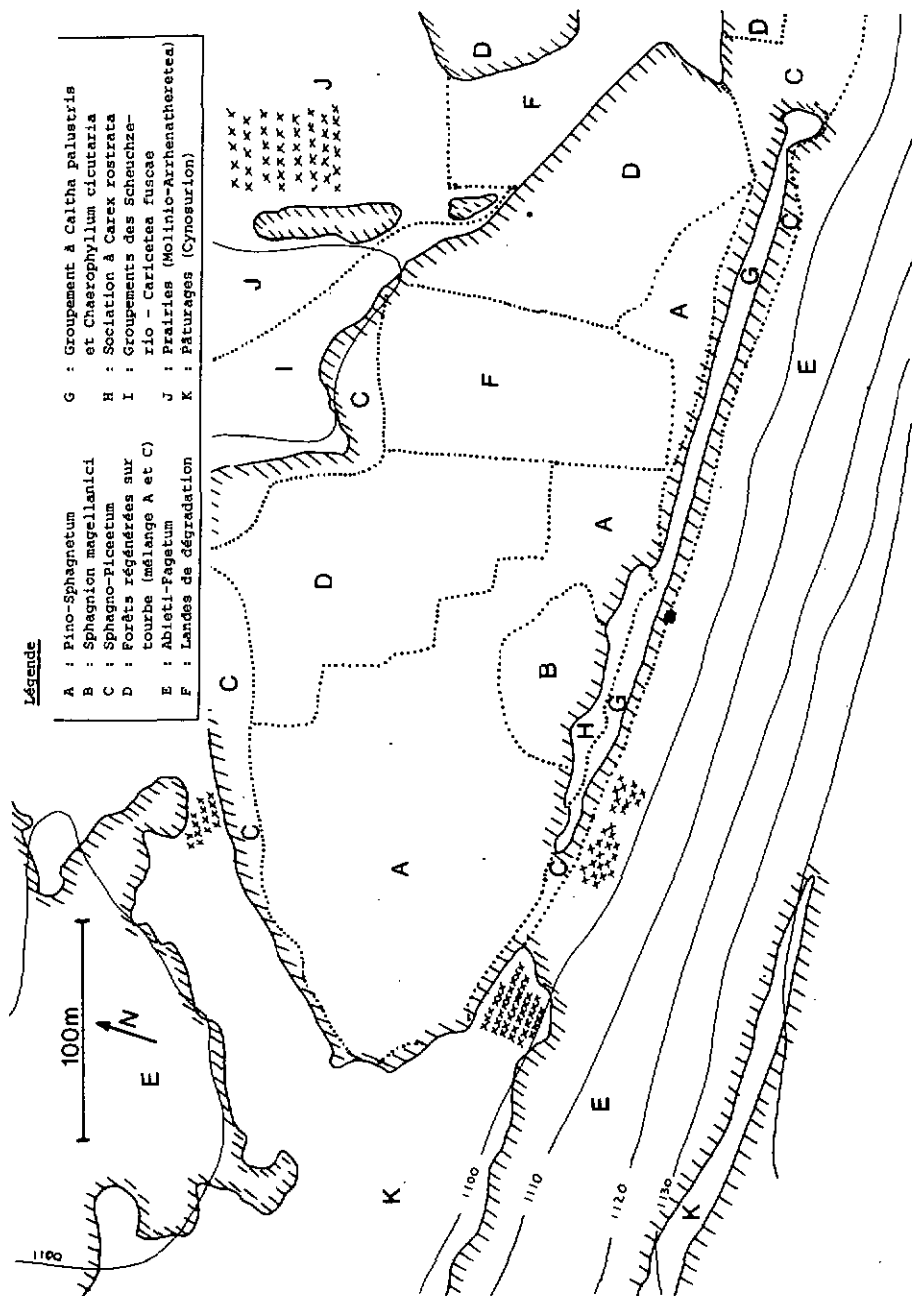 Légende
A : Pino-Sphagnetum
B : Sphagnion magellanici
C : Sphagno-Piceetum
D : Forêts régénérées sur
tourbe (mélange A et C)
E : Abieti-Fagetum
F : Landes de dégradation
G : Groupement à Caltha palustris
et Chaerophyllum cicutaria
H : Sociation à Carex rostrata
I : Groupements des Scheuchze-
rio - Caricetea fuscae
J : Prairies (Molinio-Arrhenatheretea)
K : Pâturages (Cynosurion)
100m
N
E
1100
K
1100
1110
1120
1130
K
E
A
C
C
C
H
G
B
A
D
C
F
I
J
J
A
D
F
D
D
C
G
C
E